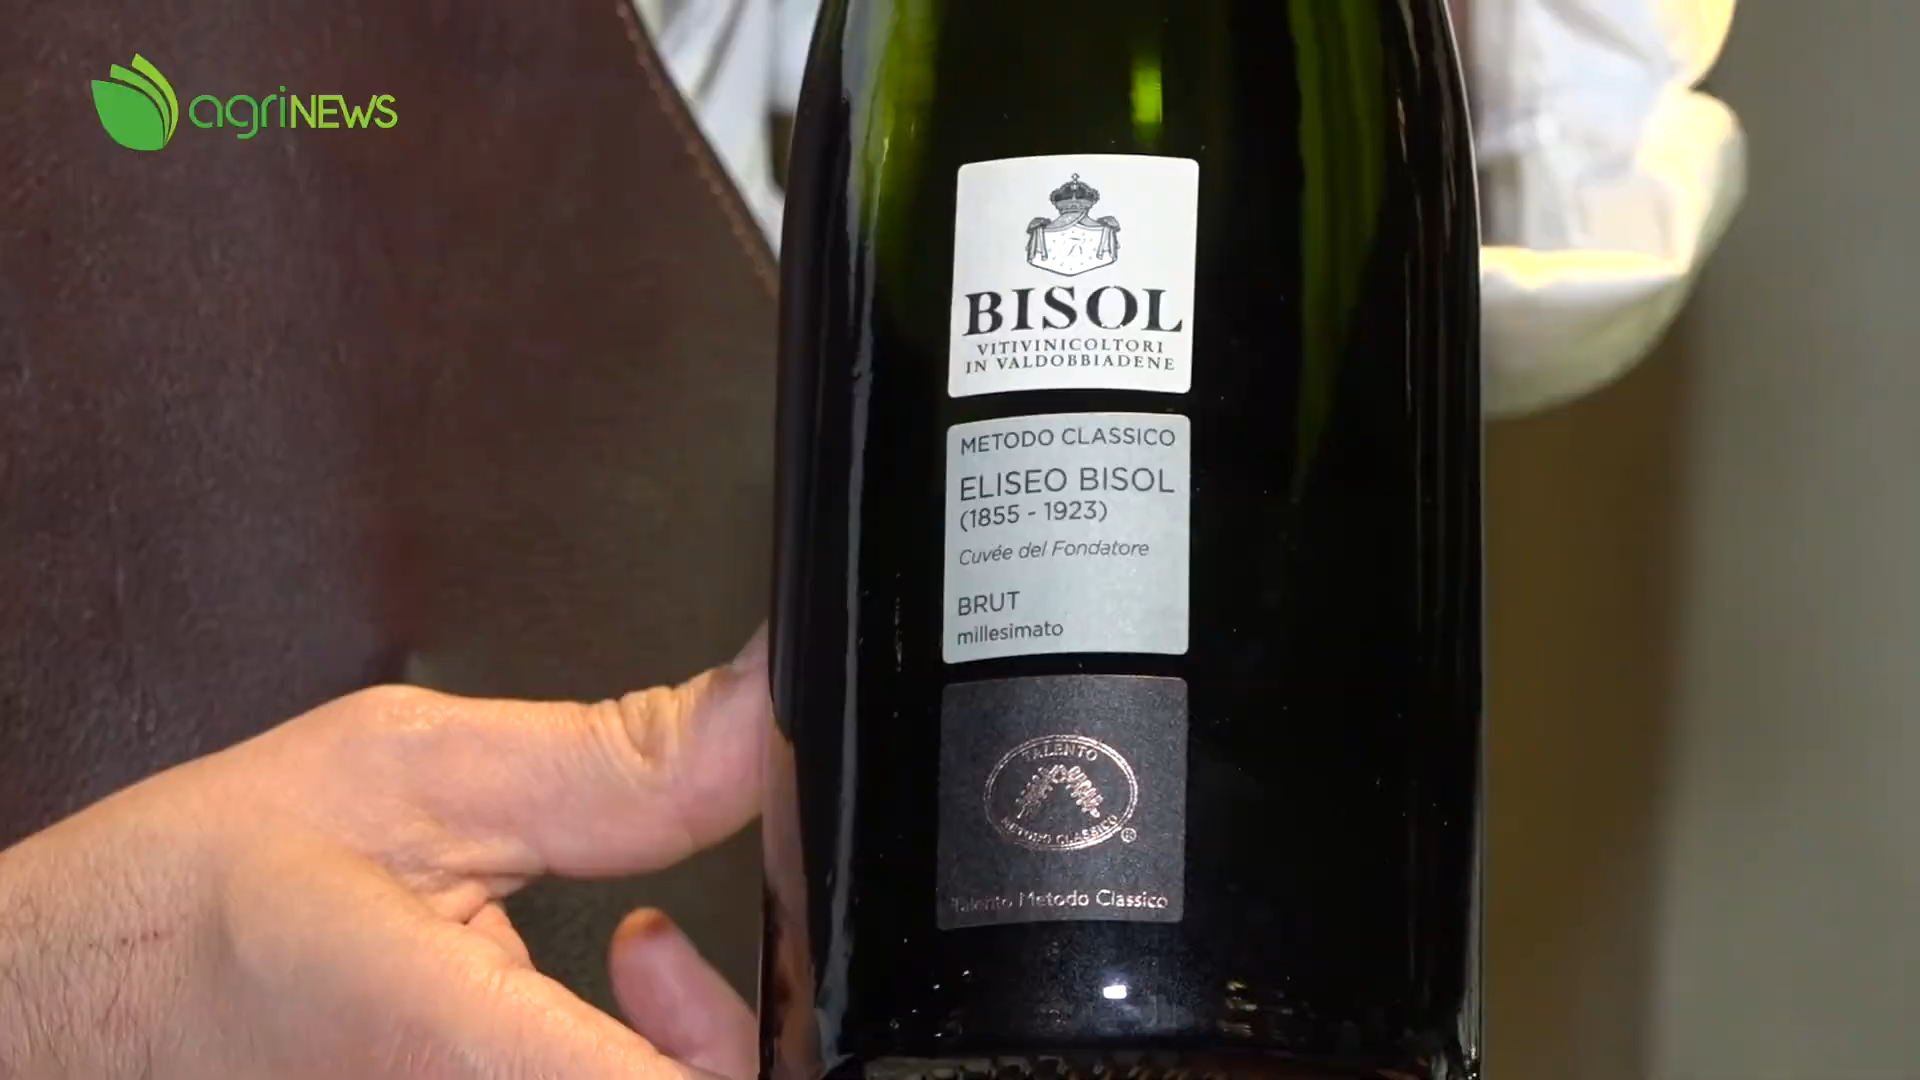 agriNEWS
BISOL
VITIVINICOLTORI
IN VALDOBBIADENE
METODO CLASSICO
ELISEO BISOL
(1855 - 1923)
Cuvée del Fondatore
BRUT
millesimato
TALENTO
METODO CLASSICO
®
Talento Metodo Classico